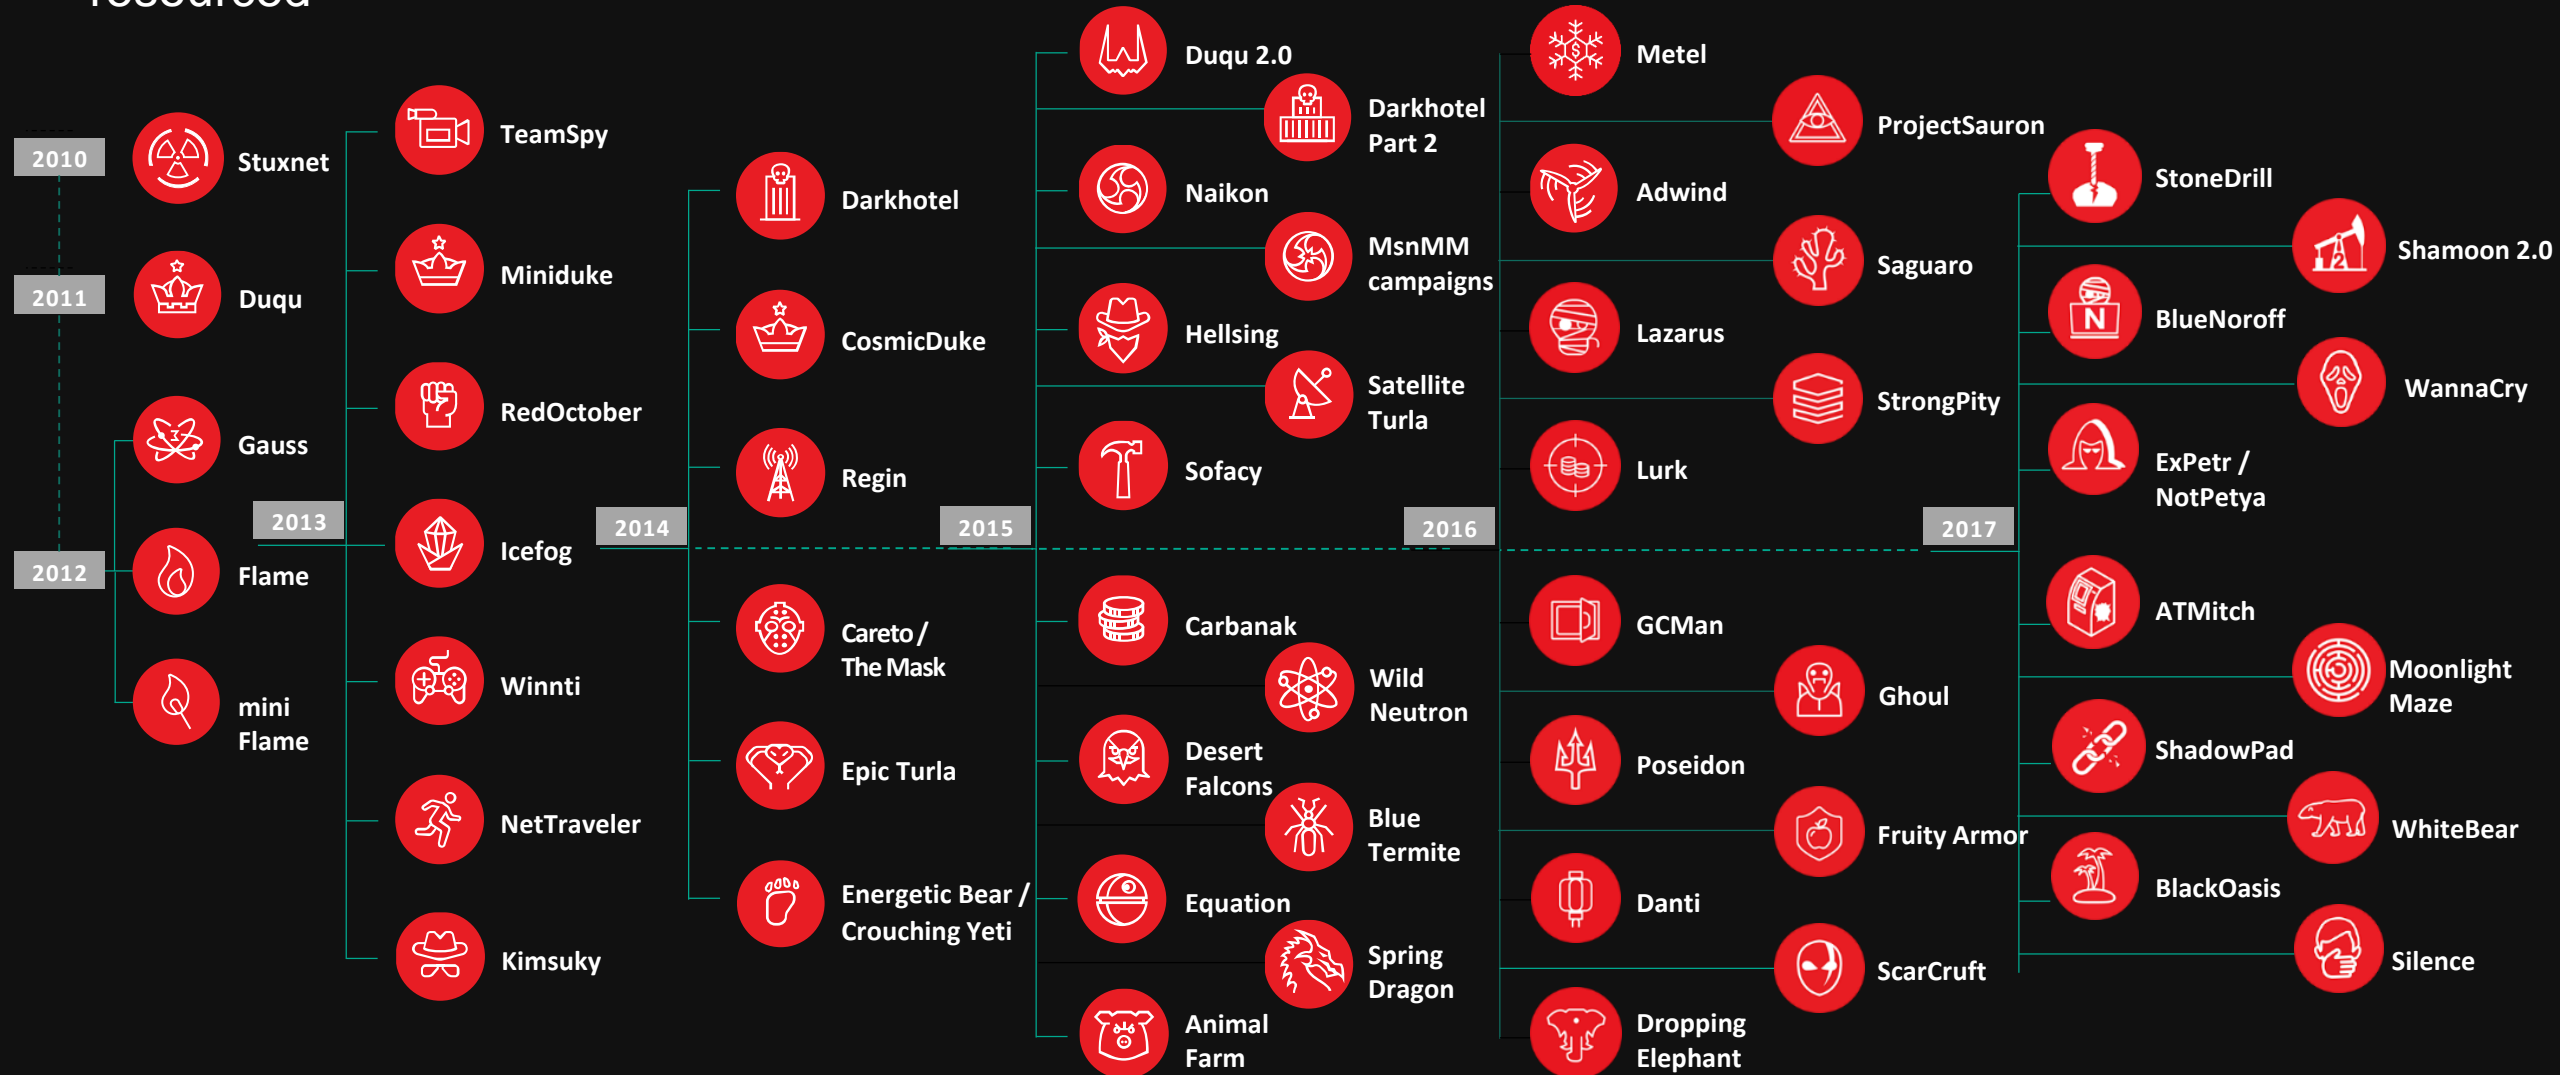 resourced
2010
Stuxnet
2011
Duqu
2012
Gauss
Flame
mini
Flame
2013
TeamSpy
Miniduke
RedOctober
Icefog
Winnti
NetTraveler
Kimsuky
2014
Darkhotel
CosmicDuke
Regin
Careto /
The Mask
Epic Turla
Energetic Bear /
Crouching Yeti
2015
Duqu 2.0
Darkhotel
Part 2
Naikon
MsnMM
campaigns
Hellsing
Satellite
Turla
Sofacy
Carbanak
Wild
Neutron
Desert
Falcons
Blue
Termite
Equation
Spring
Dragon
Animal
Farm
2016
$
Metel
ProjectSauron
Adwind
Saguaro
Lazarus
StrongPity
Lurk
GCMan
Ghoul
Poseidon
Fruity Armor
Danti
ScarCruft
Dropping
Elephant
2017
StoneDrill
2
Shamoon 2.0
N
BlueNoroff
WannaCry
ExPetr /
NotPetya
ATMitch
Moonlight
Maze
ShadowPad
WhiteBear
BlackOasis
Silence